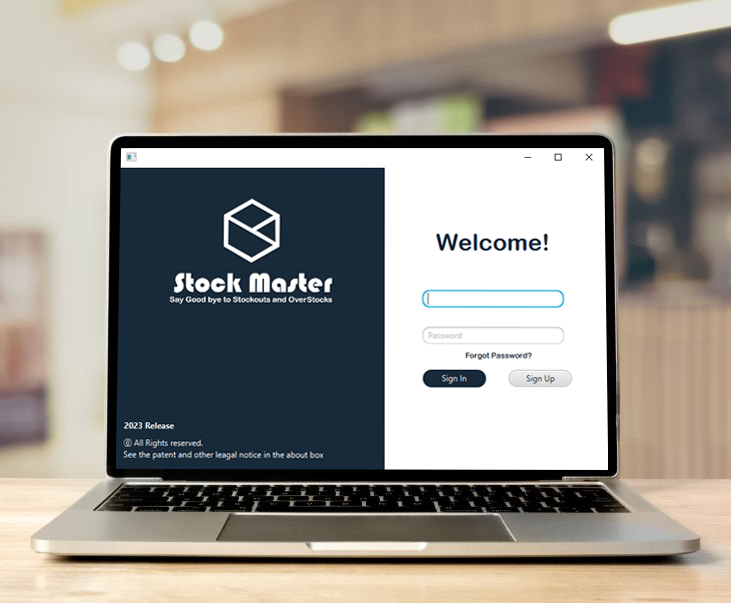 Stock Master
Say Good bye to Stockouts and OverStocks
2023 Release
All Rights reserved.
See the patent and other leagal notice in the about box
Welcome!
Password
Forgot Password?
Sign In
Sign Up